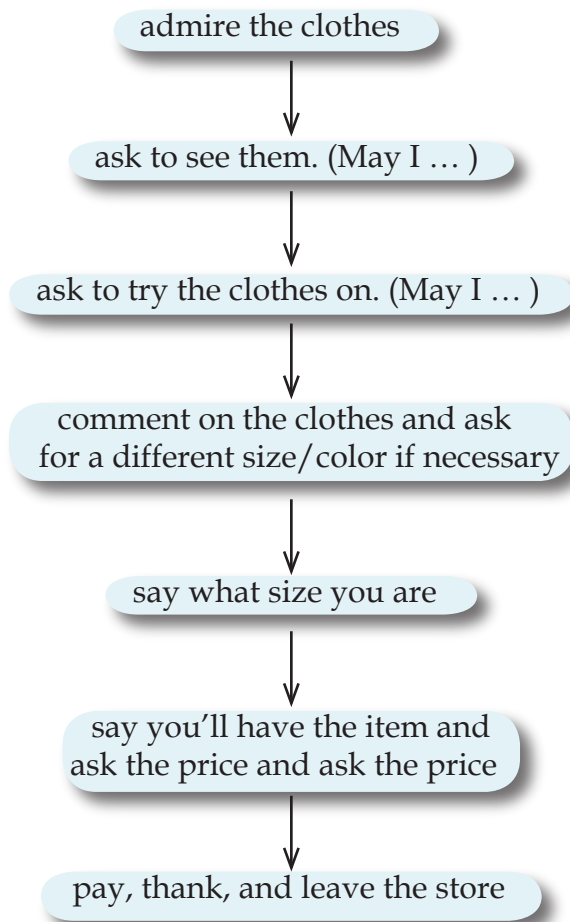 admire the clothes
ask to see them. (May I … )
ask to try the clothes on. (May I … )
comment on the clothes and ask
for a different size/color if necessary
say what size you are
say you’ll have the item and
ask the price and ask the price
pay, thank, and leave the store